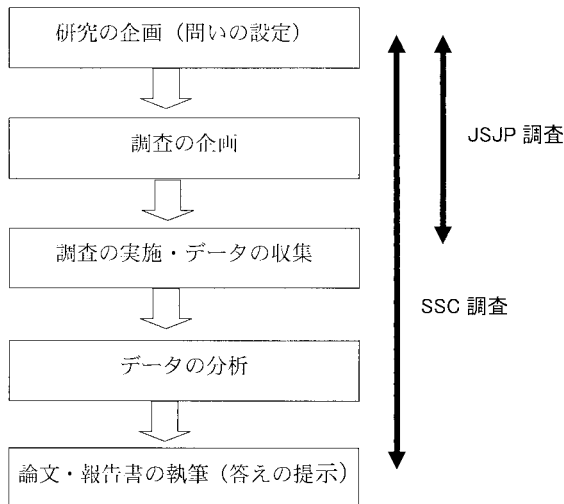 研究の企画（問いの設定）
調査の企画
JSJP 調査
調査の実施・データの収集
SSC 調査
データの分析
論文・報告書の執筆（答えの提示）